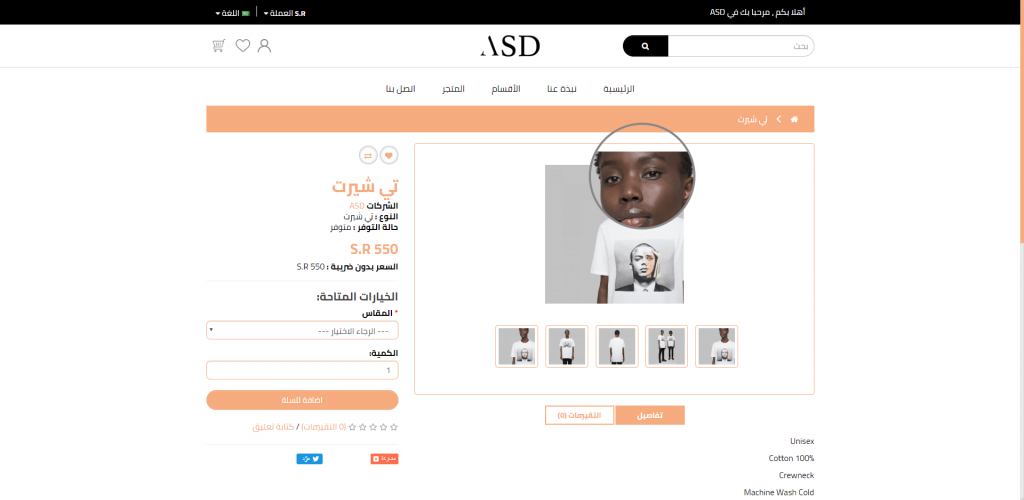 أهلا بكم , مرحبا بك في ASD
S.R العملة
اللغة
بحث
ASD
الرئيسية
نبذة عنا
الأقسام
المتجر
اتصل بنا
تي شيرت
تي شيرت
الشركات ASD
النوع : تي شيرت
حالة التوفر : متوفر
S.R 550
السعر بدون ضريبة : S.R 550
الخيارات المتاحة:
* المقاس
--- الرجاء الاختيار ---
الكمية:
1
اضافة للسلة
(0 التقييمات) / كتابة تعليق
مشاركة
تفاصيل
التقييمات (0)
Unisex
Cotton 100%
Crewneck
Machine Wash Cold